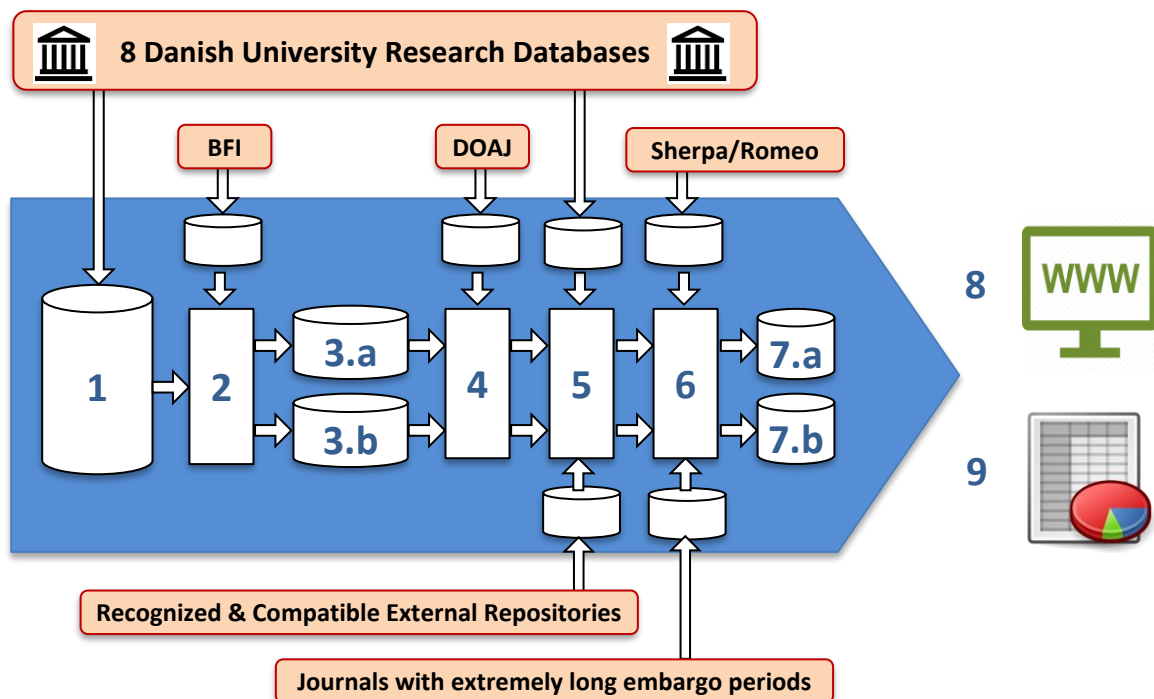 8 Danish University Research Databases
BFI
DOAJ
Sherpa/Romeo
8
WWW
1
2
3.a
3.b
4
5
6
7.a
7.b
9
Recognized & Compatible External Repositories
Journals with extremely long embargo periods